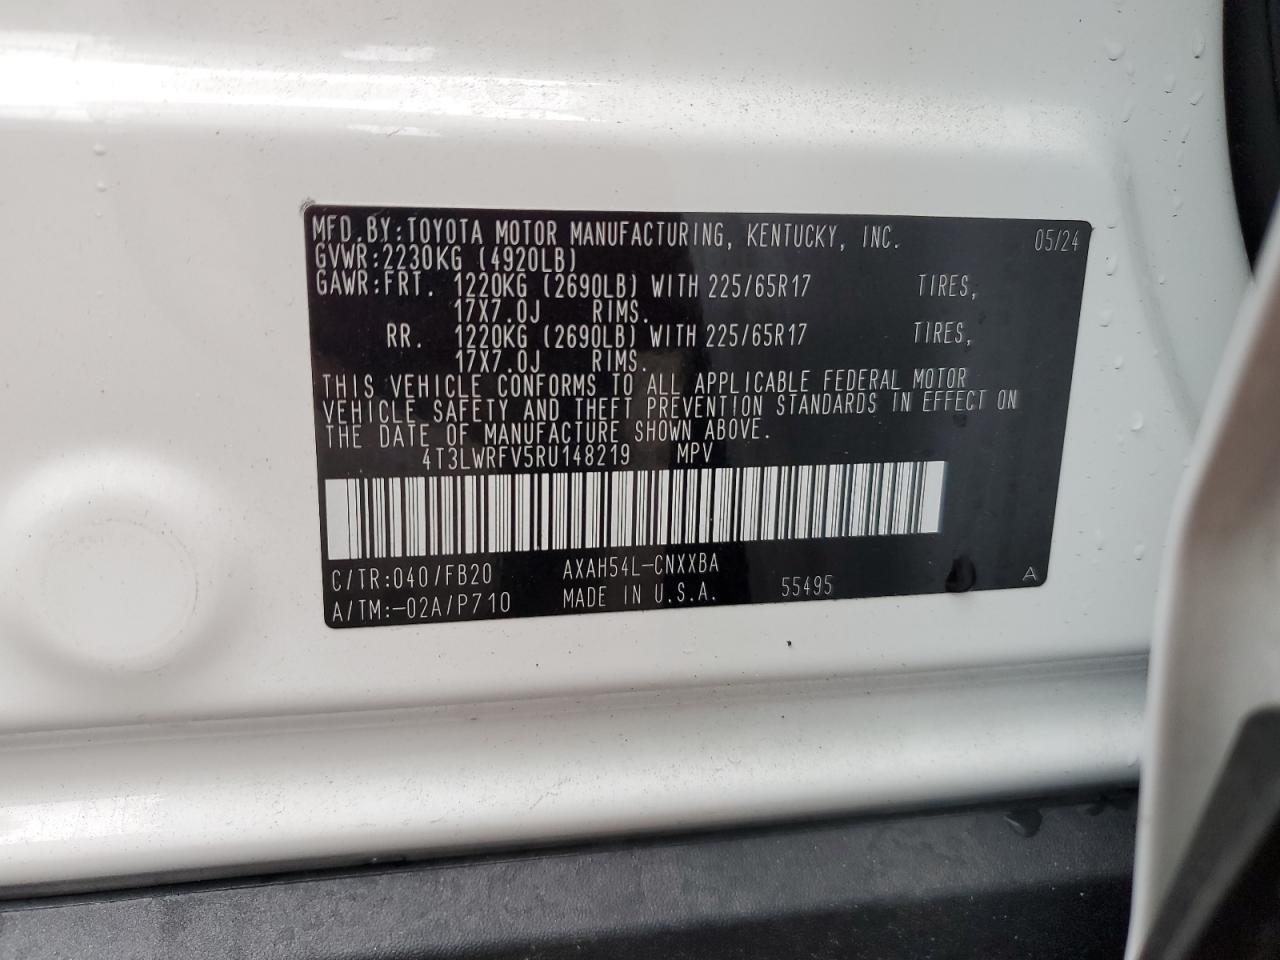 MFD.BY:TOYOTA MOTOR MANUFACTURING, KENTUCKY, INC. 05/24
GVWR:2230KG (4920LB)
GAWR:FRT. 1220KG (2690LB) WITH 225/65R17 TIRES,
17X7.0J RIMS.
RR. 1220KG (2690LB) WITH 225/65R17 TIRES,
17X7.0J RIMS.
THIS VEHICLE CONFORMS TO ALL APPLICABLE FEDERAL MOTOR
VEHICLE SAFETY AND THEFT PREVENTION STANDARDS IN EFFECT ON
THE DATE OF MANUFACTURE SHOWN ABOVE.
4T3LWRFV5RU148219 MPV
C/TR:040/FB20 AXAH54L-CNXXBA
A/TM:-02A/P710 MADE IN U.S.A. 55495 A